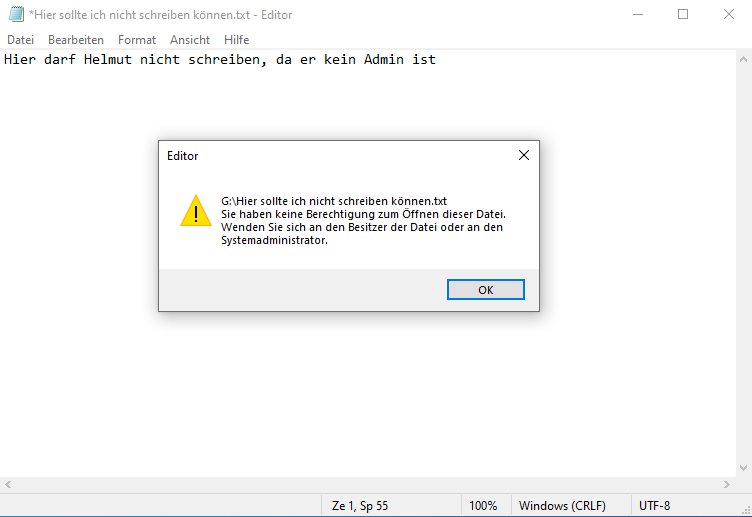 *Hier sollte ich nicht schreiben können.txt - Editor
Datei Bearbeiten Format Ansicht Hilfe
Hier darf Helmut nicht schreiben, da er kein Admin ist
Editor
G:\Hier sollte ich nicht schreiben können.txt
Sie haben keine Berechtigung zum Öffnen dieser Datei.
Wenden Sie sich an den Besitzer der Datei oder an den
Systemadministrator.
OK
Ze 1, Sp 55 100% Windows (CRLF) UTF-8